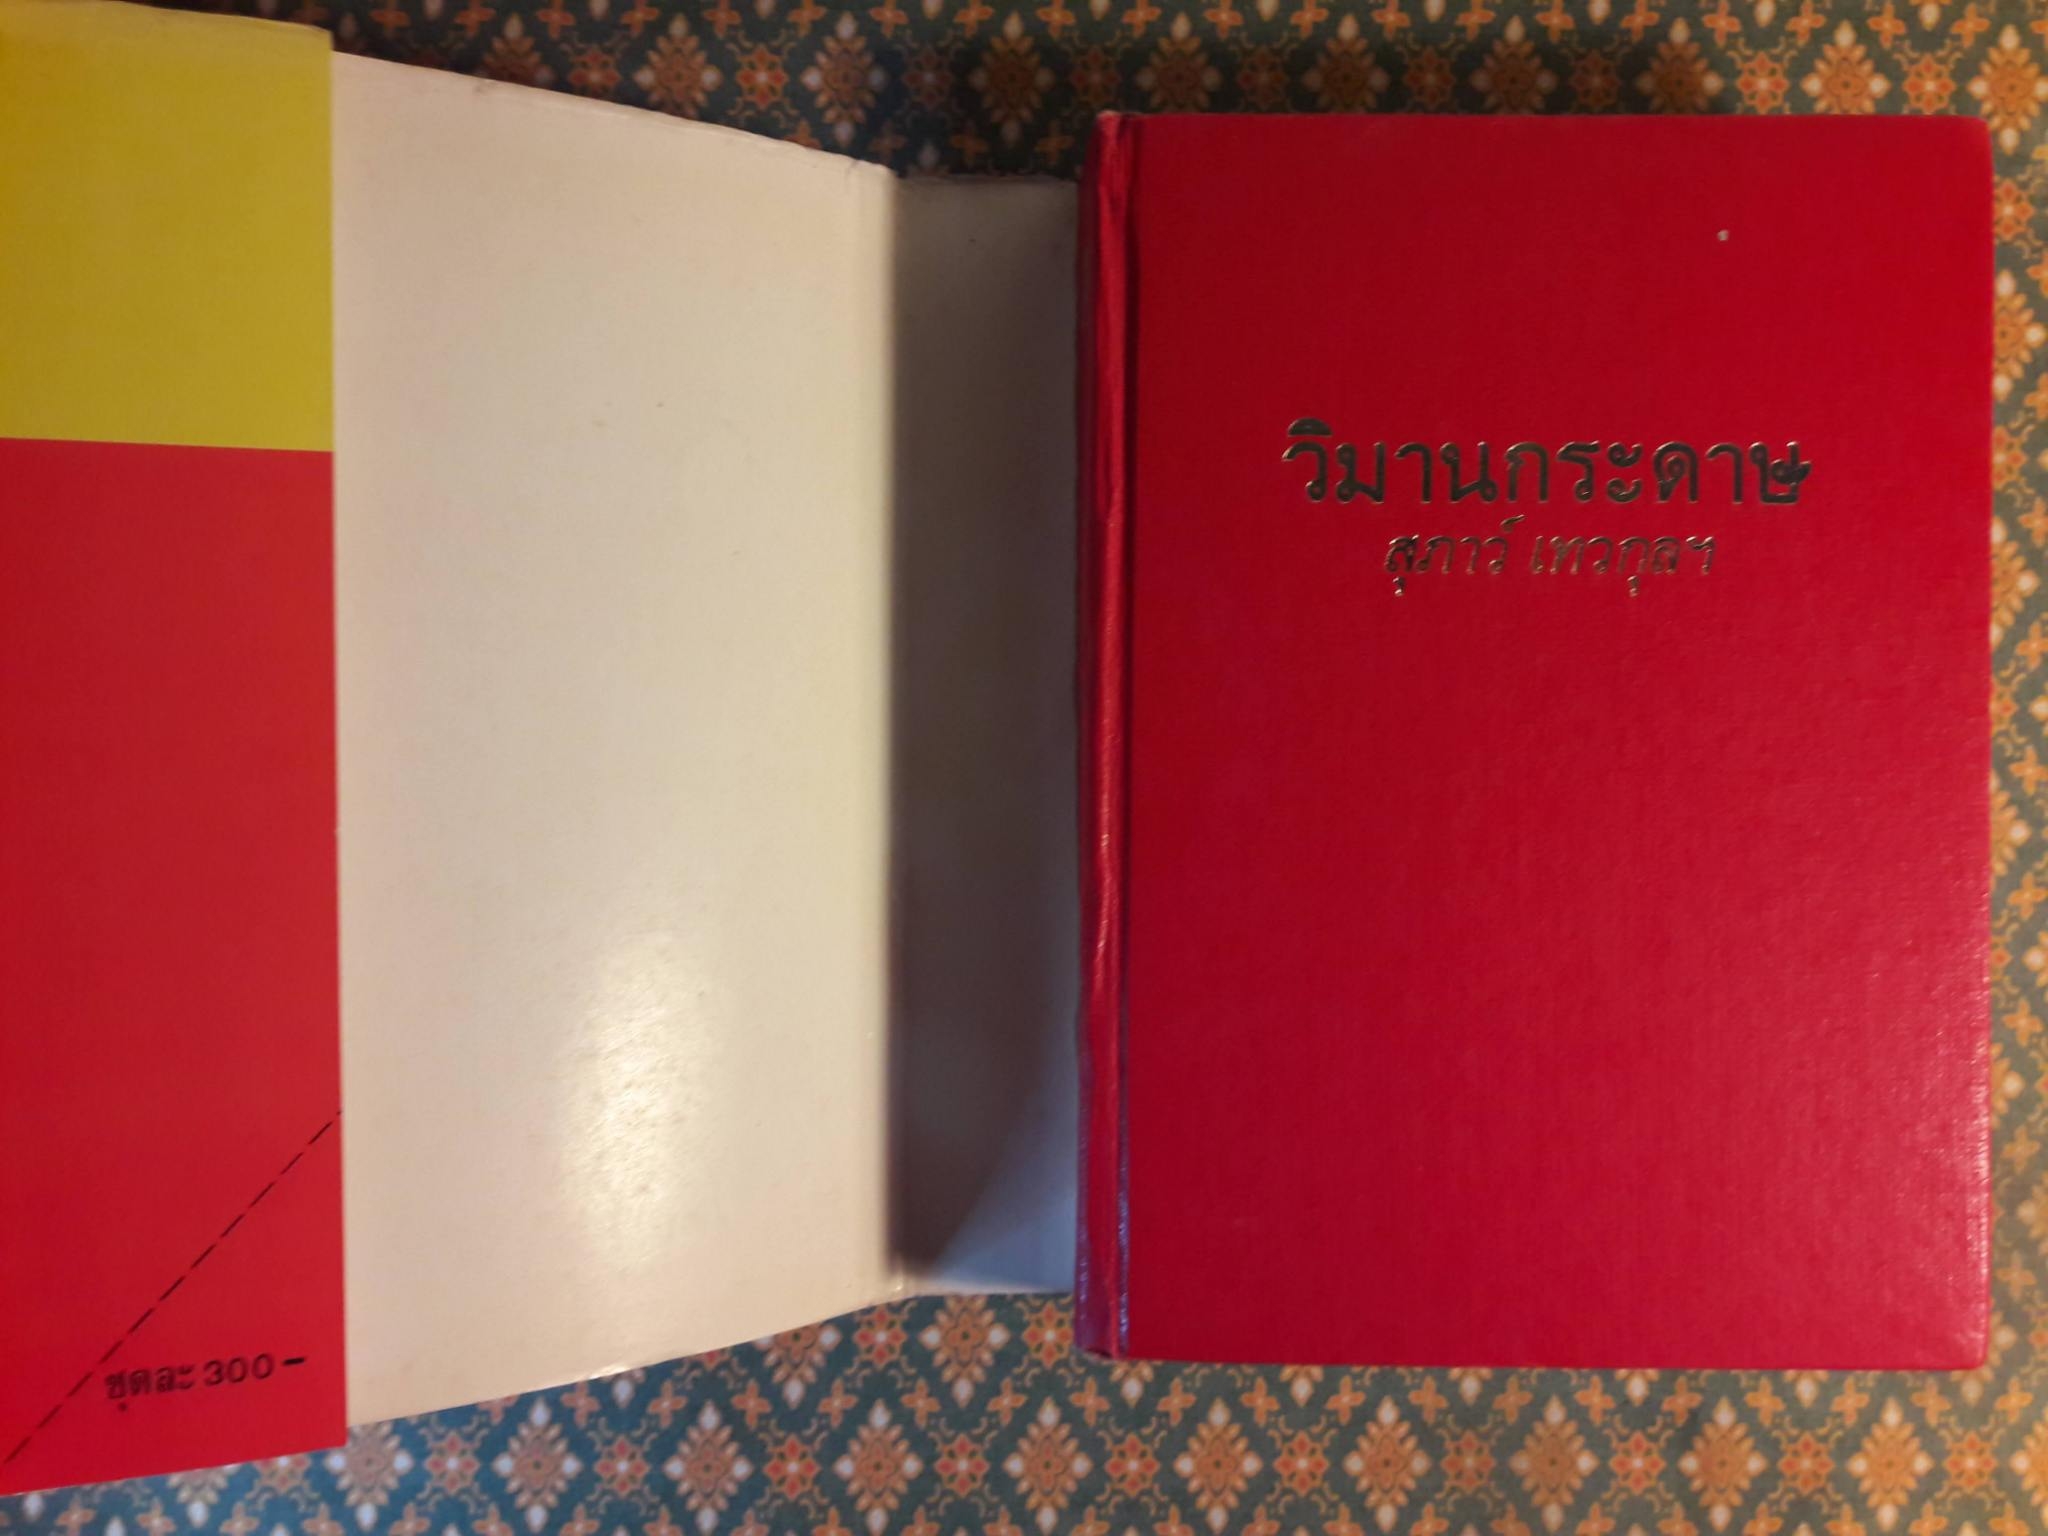 วิมานกระดาษ
สุภาว์ เทวกุลฯ
ชุดละ 300-